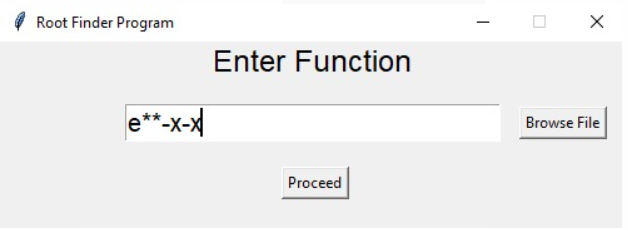 Root Finder Program
Enter Function
e**-x-x
Browse File
Proceed